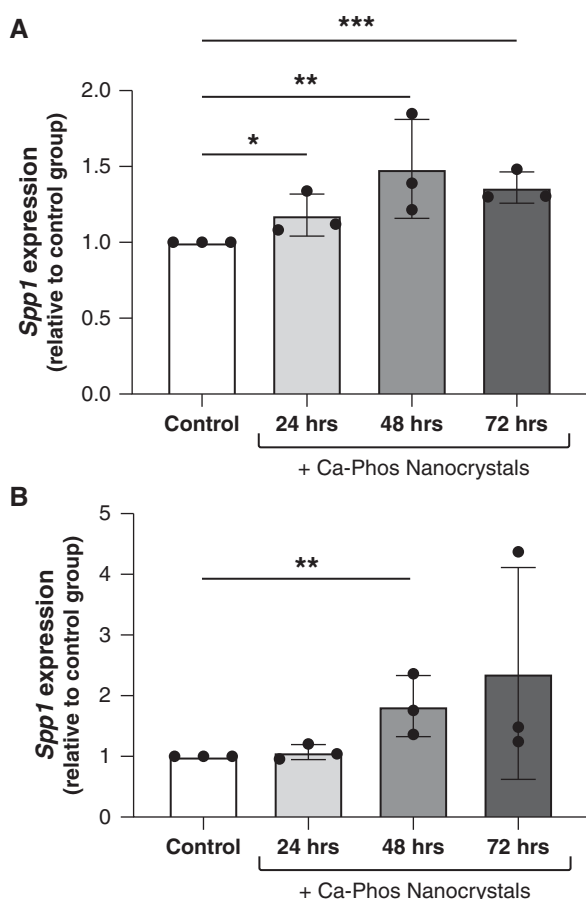 A
***
**
*
Spp1 expression
(relative to control group)
2.0
1.5
1.0
0.5
0.0
Control 24 hrs 48 hrs 72 hrs
+ Ca-Phos Nanocrystals
B
**
Spp1 expression
(relative to control group)
5
4
3
2
1
0
Control 24 hrs 48 hrs 72 hrs
+ Ca-Phos Nanocrystals